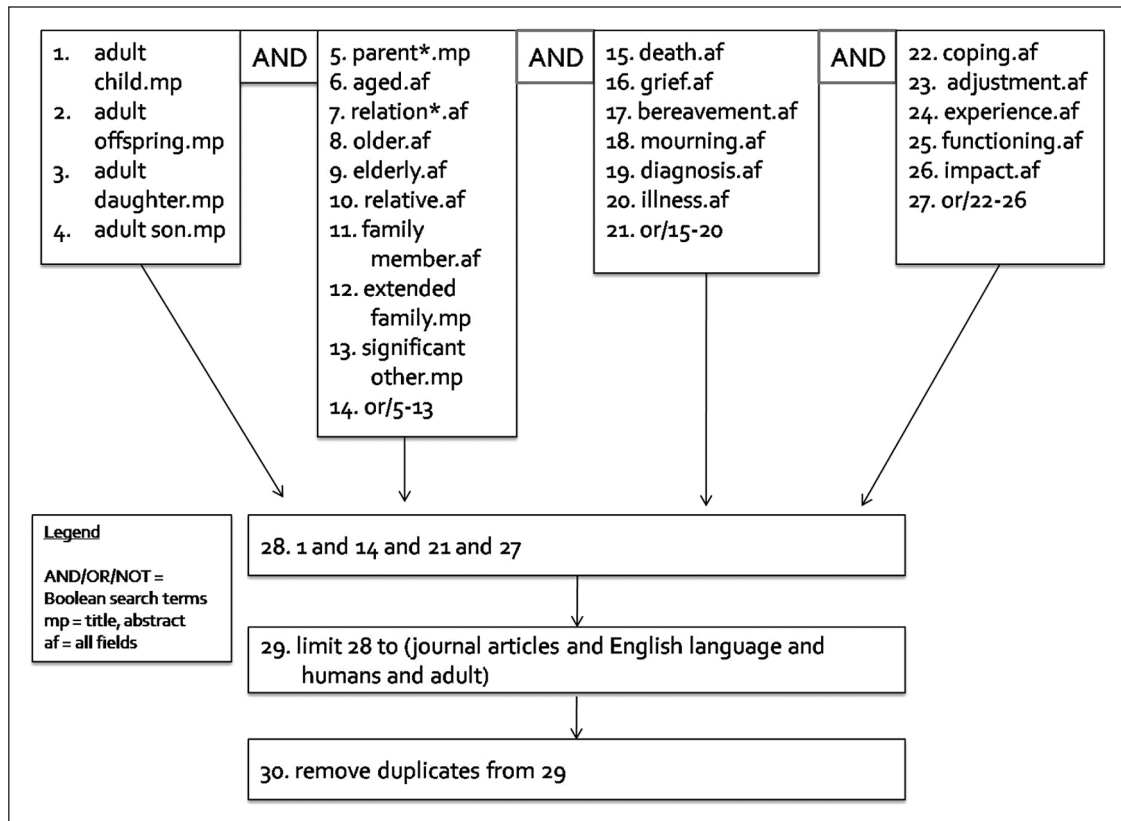 1. adult
child.mp
2. adult
offspring.mp
3. adult
daughter.mp
4. adult son.mp
AND
5. parent*.mp
6. aged.af
7. relation*.af
8. older.af
9. elderly.af
10. relative.af
11. family
member.af
12. extended
family.mp
13. significant
other.mp
14. or/5-13
AND
15. death.af
16. grief.af
17. bereavement.af
18. mourning.af
19. diagnosis.af
20. illness.af
21. or/15-20
AND
22. coping.af
23. adjustment.af
24. experience.af
25. functioning.af
26. impact.af
27. or/22-26
Legend
AND/OR/NOT =
Boolean search terms
mp = title, abstract
af = all fields
28. 1 and 14 and 21 and 27
29. limit 28 to (journal articles and English language and
humans and adult)
30. remove duplicates from 29